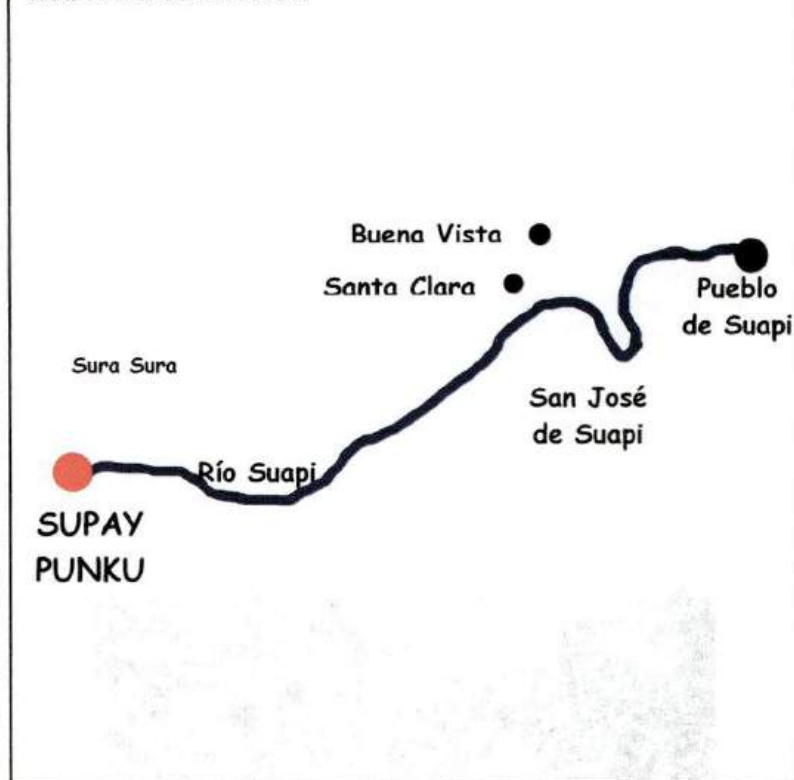 Buena Vista
Santa Clara
Pueblo
de Suapi
Sura Sura
San José
de Suapi
Río Suapi
SUPAY
PUNKU